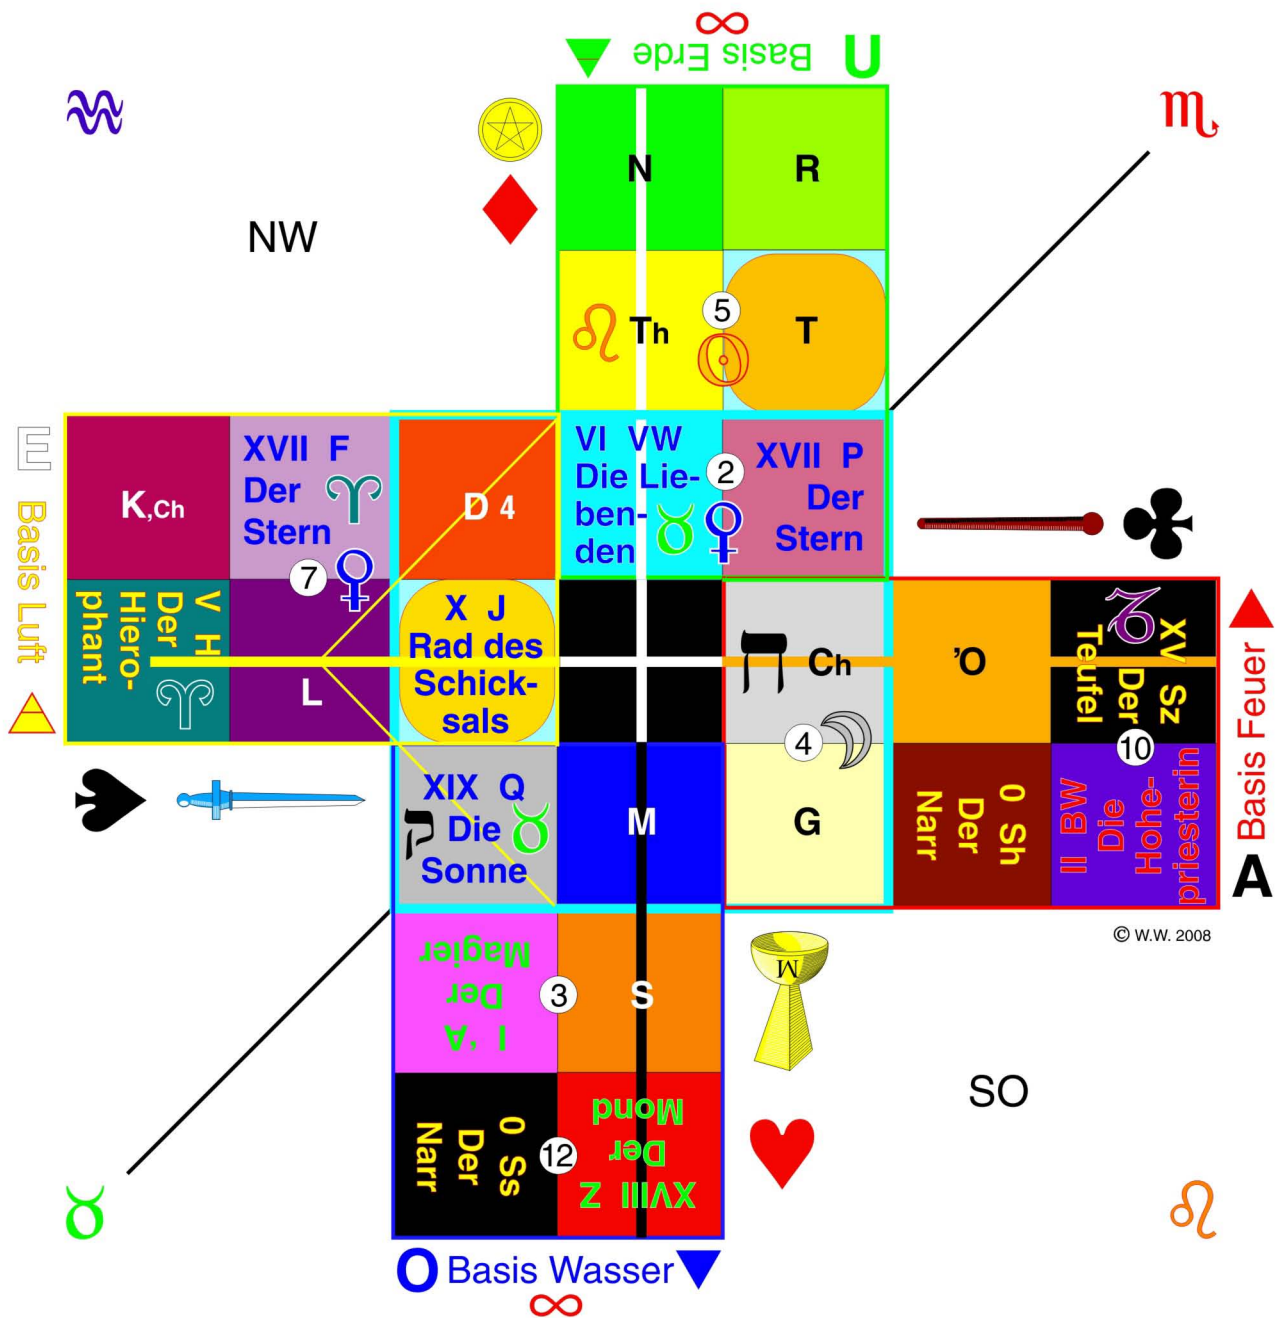 ∞
Basis Erde U
♒
♏
NW
N
R
♌ Th
5
T
E
Basis Luft
K,Ch
XVII F
Der ♈
Stern
7
♀
D 4
VI VW
Die Lie-
ben-
den ♉
2
♀
XVII P
Der
Stern
V H
Der
Hiero-
phant
♈
L
X J
Rad des
Schick-
sals
ח Ch
4
’O
XV Sz
Der
Teufel
♑
10
Basis Feuer
A
XIX Q
ק Die ♉
Sonne
M
G
0 Sh
Der
Narr
II BW
Die
Hohe-
priesterin
© W.W. 2008
I ’A
Der
Magier
3
S
M
SO
0 Ss
Der
Narr
12
XVIII Z
Der
Mond
♉
♌
O Basis Wasser
∞